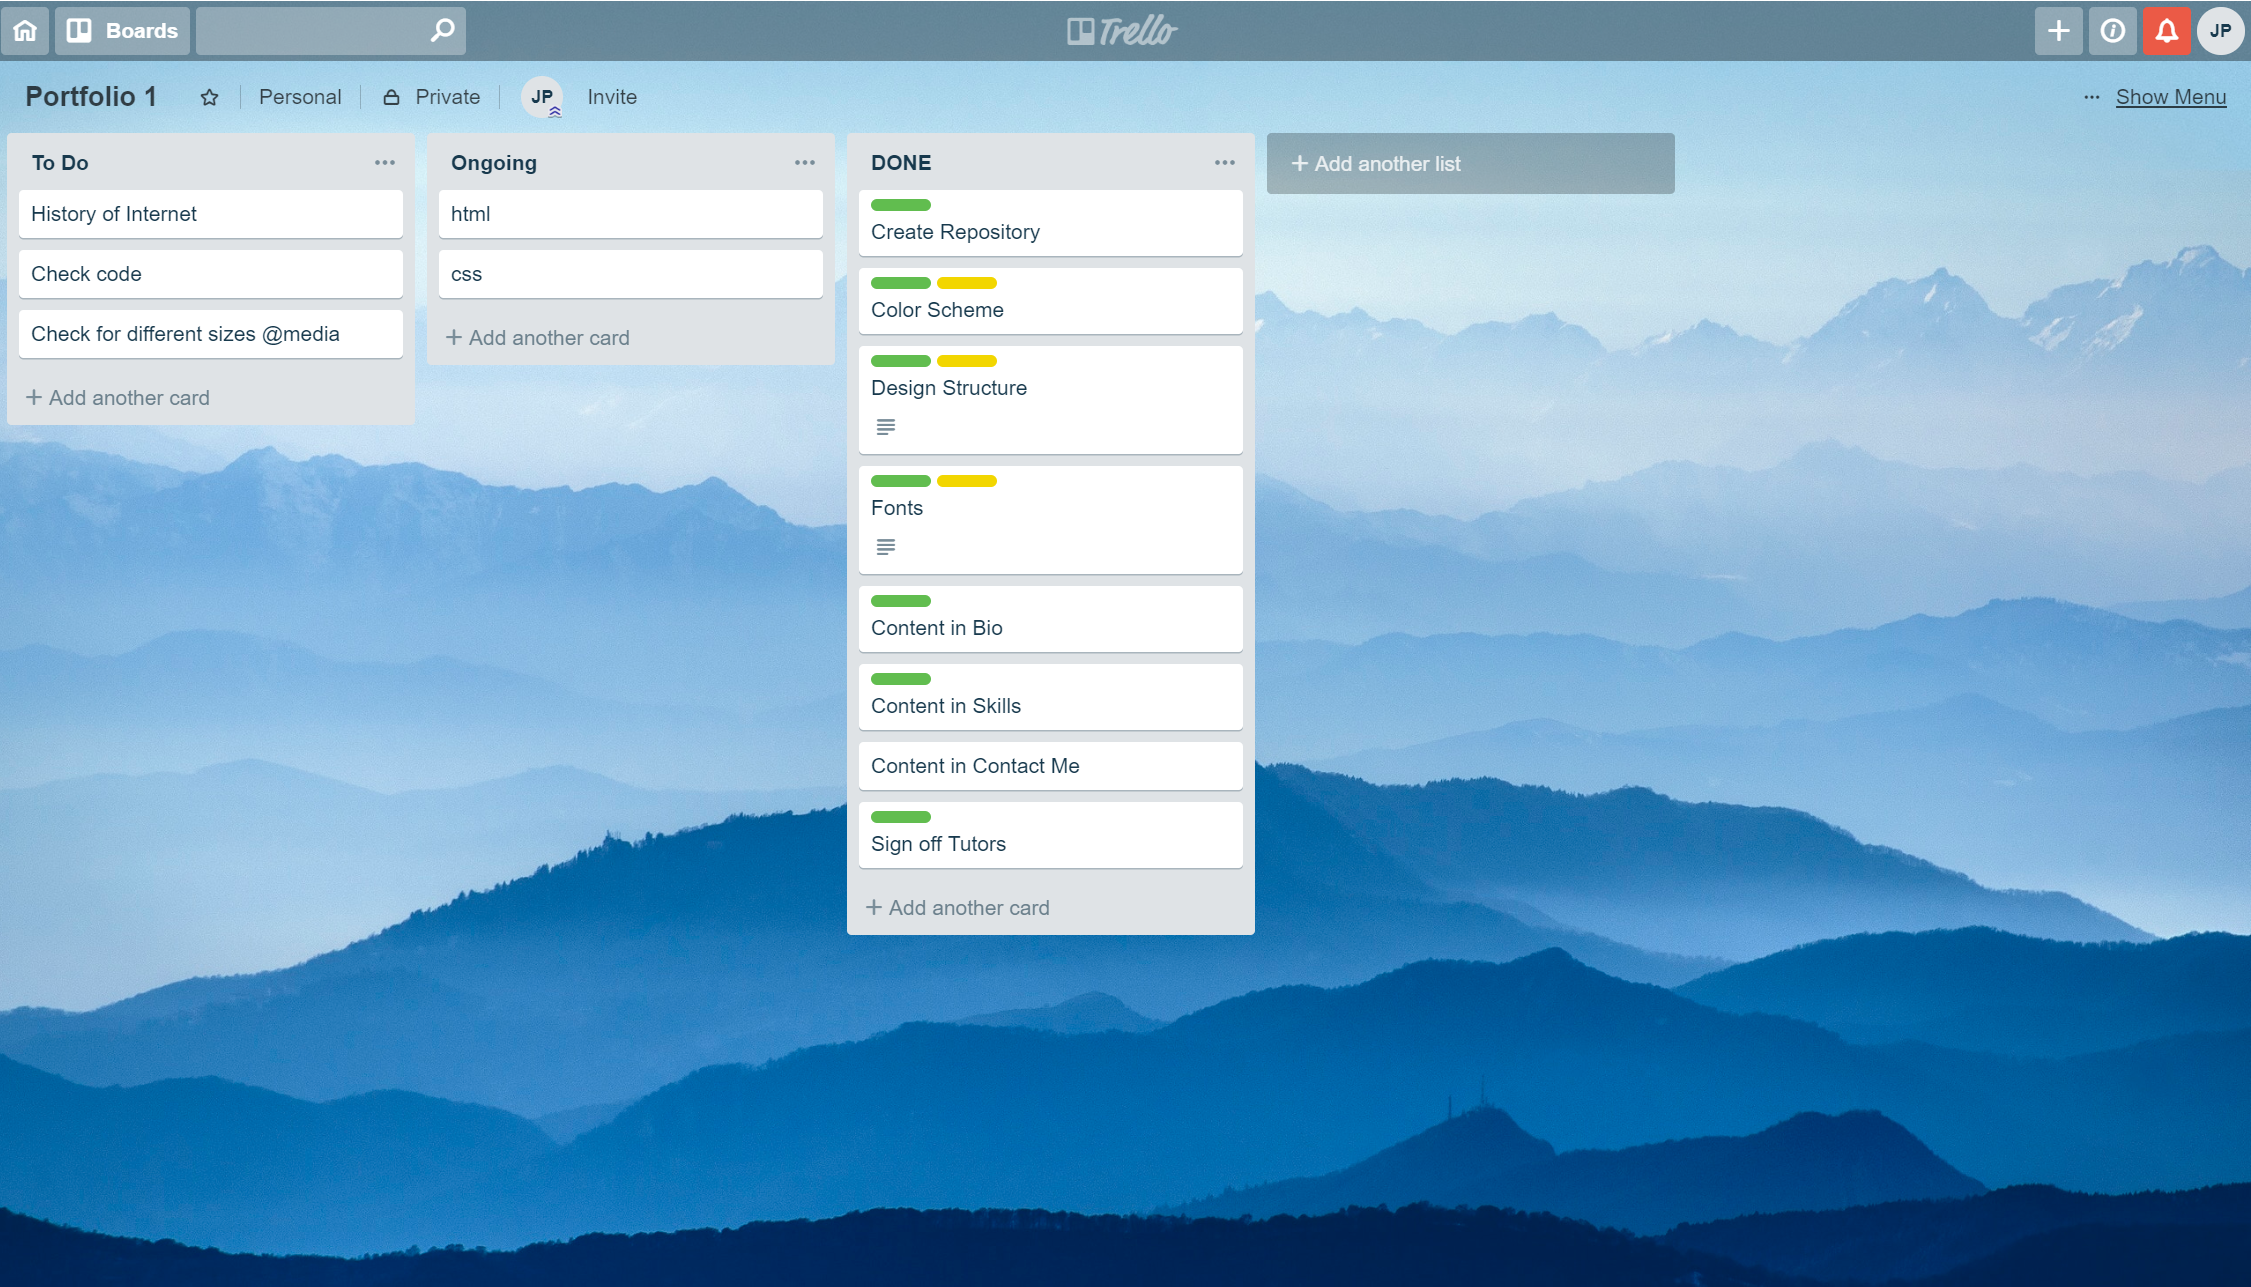 Boards
Trello
JP
Portfolio 1
Personal
Private
JP
Invite
... Show Menu
To Do
History of Internet
Check code
Check for different sizes @media
+ Add another card
Ongoing
html
css
+ Add another card
DONE
Create Repository
Color Scheme
Design Structure
Fonts
Content in Bio
Content in Skills
Content in Contact Me
Sign off Tutors
+ Add another card
+ Add another list